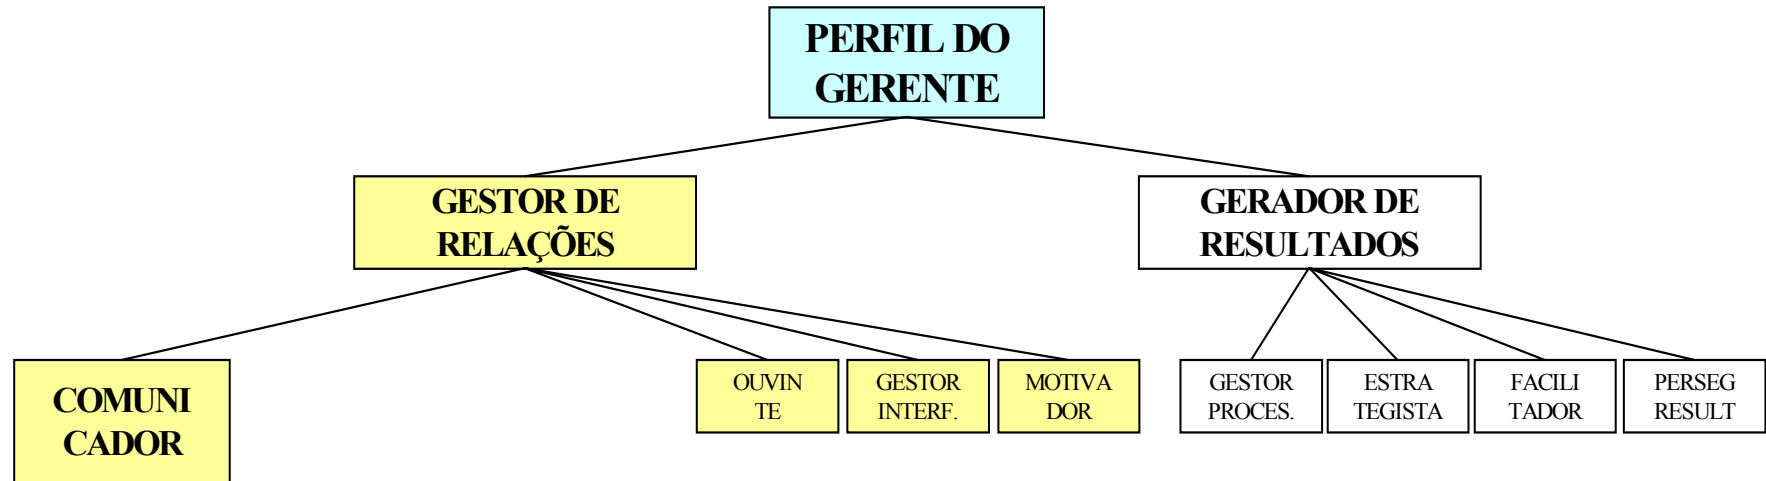 PERFIL DO
GERENTE
GESTOR DE
RELAÇÕES
GERADOR DE
RESULTADOS
COMUNI
CADOR
OUVIN
TE
GESTOR
INTERF.
MOTIVA
DOR
GESTOR
PROCES.
ESTRA
TEGISTA
FACILI
TADOR
PERSEG
RESULT